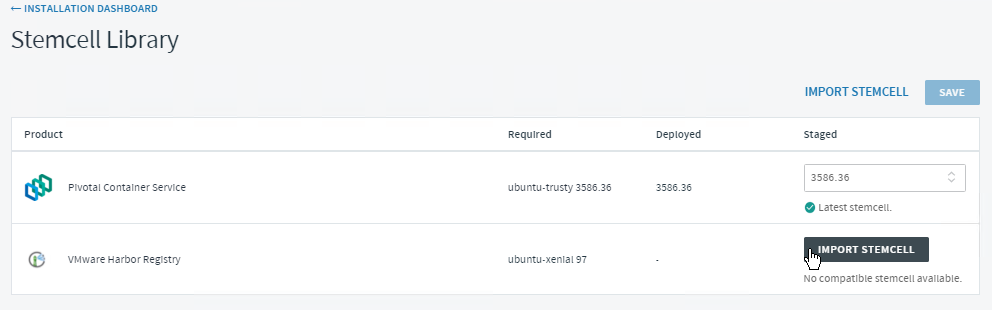 ← INSTALLATION DASHBOARD
Stemcell Library
IMPORT STEMCELL SAVE
Product Required Deployed Staged
Pivotal Container Service ubuntu-trusty 3586.36 3586.36 3586.36
Latest stemcell.
VMware Harbor Registry ubuntu-xenial 97 - IMPORT STEMCELL
No compatible stemcell available.